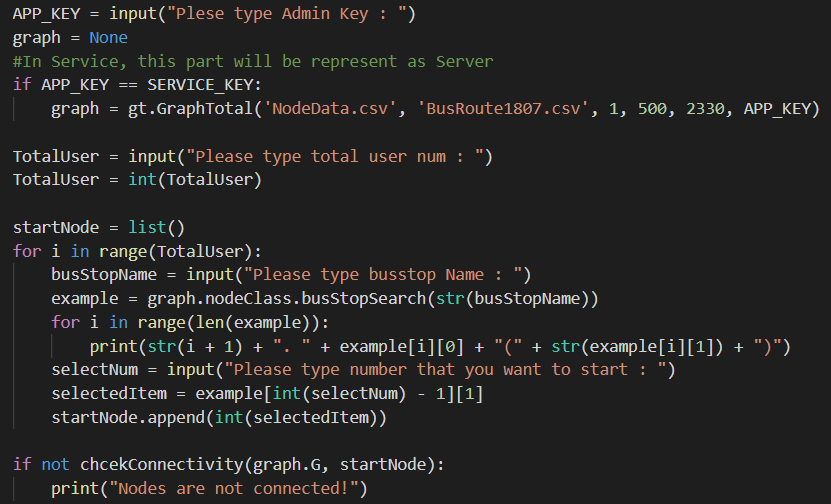 APP_KEY = input("Plese type Admin Key : ")
graph = None
#In Service, this part will be represent as Server
if APP_KEY == SERVICE_KEY:
    graph = gt.GraphTotal('NodeData.csv', 'BusRoute1807.csv', 1, 500, 2330, APP_KEY)
TotalUser = input("Please type total user num : ")
TotalUser = int(TotalUser)
startNode = list()
for i in range(TotalUser):
    busStopName = input("Please type busstop Name : ")
    example = graph.nodeClass.busStopSearch(str(busStopName))
    for i in range(len(example)):
        print(str(i + 1) + ". " + example[i][0] + "(" + str(example[i][1]) + ")")
    selectNum = input("Please type number that you want to start : ")
    selectedItem = example[int(selectNum) - 1][1]
    startNode.append(int(selectedItem))
if not chcekConnectivity(graph.G, startNode):
    print("Nodes are not connected!")